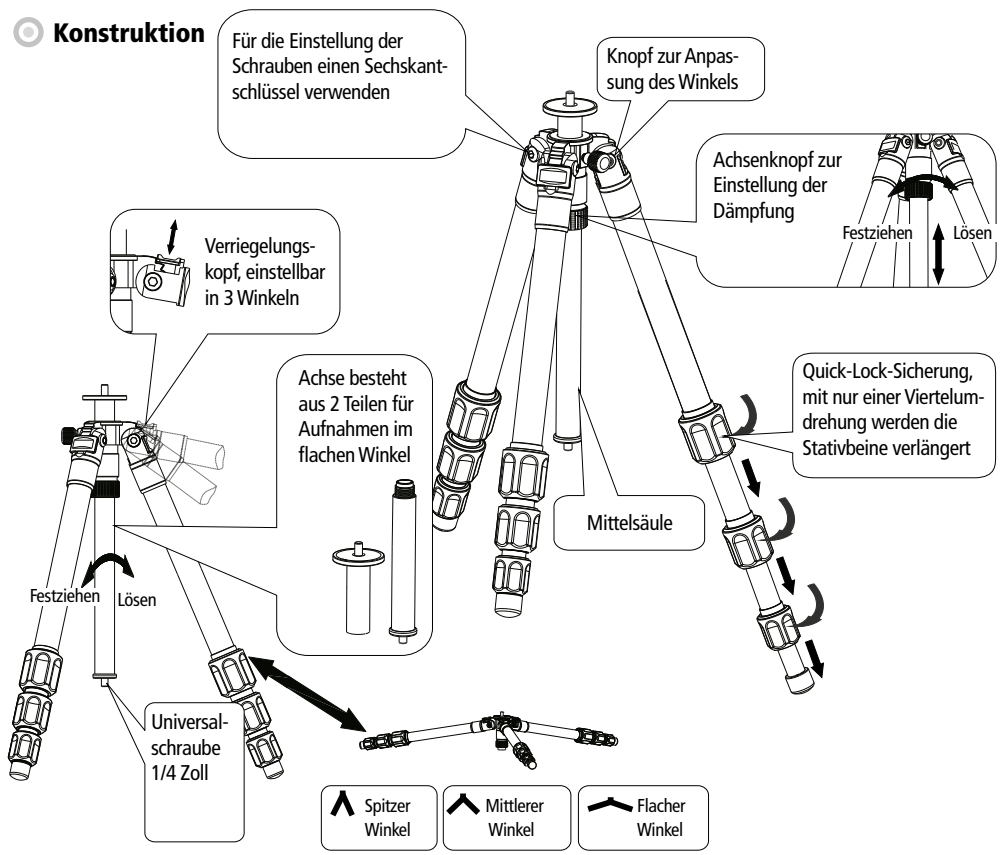 Konstruktion
Für die Einstellung der
Schrauben einen Sechskant-
schlüssel verwenden
Knopf zur Anpas-
sung des Winkels
Achsenknopf zur
Einstellung der
Dämpfung
Festziehen
Lösen
Verriegelungs-
kopf, einstellbar
in 3 Winkeln
Achse besteht
aus 2 Teilen für
Aufnahmen im
flachen Winkel
Quick-Lock-Sicherung,
mit nur einer Viertelum-
drehung werden die
Stativbeine verlängert
Mittelsäule
Festziehen
Lösen
Universal-
schraube
1/4 Zoll
Spitzer
Winkel
Mittlerer
Winkel
Flacher
Winkel